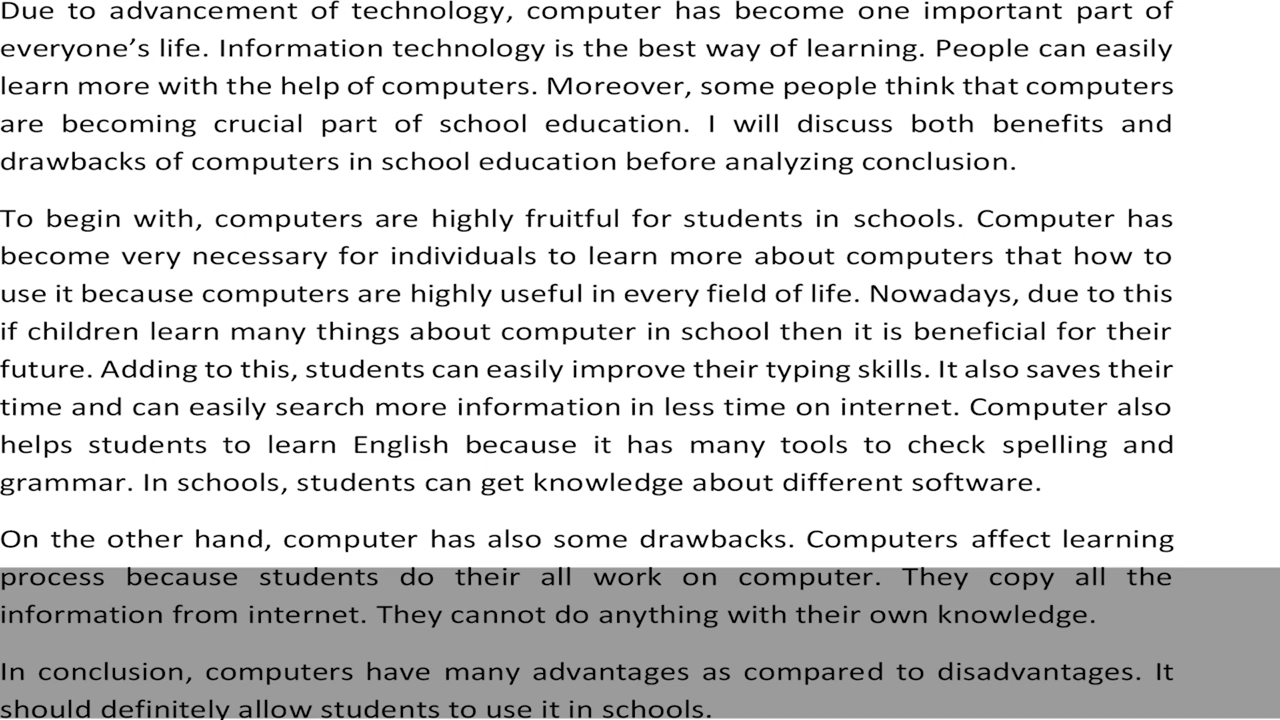 Due to advancement of technology, computer has become one important part of
everyone’s life. Information technology is the best way of learning. People can easily
learn more with the help of computers. Moreover, some people think that computers
are becoming crucial part of school education. I will discuss both benefits and
drawbacks of computers in school education before analyzing conclusion.
To begin with, computers are highly fruitful for students in schools. Computer has
become very necessary for individuals to learn more about computers that how to
use it because computers are highly useful in every field of life. Nowadays, due to this
if children learn many things about computer in school then it is beneficial for their
future. Adding to this, students can easily improve their typing skills. It also saves their
time and can easily search more information in less time on internet. Computer also
helps students to learn English because it has many tools to check spelling and
grammar. In schools, students can get knowledge about different software.
On the other hand, computer has also some drawbacks. Computers affect learning
process because students do their all work on computer. They copy all the
information from internet. They cannot do anything with their own knowledge.
In conclusion, computers have many advantages as compared to disadvantages. It
should definitely allow students to use it in schools.